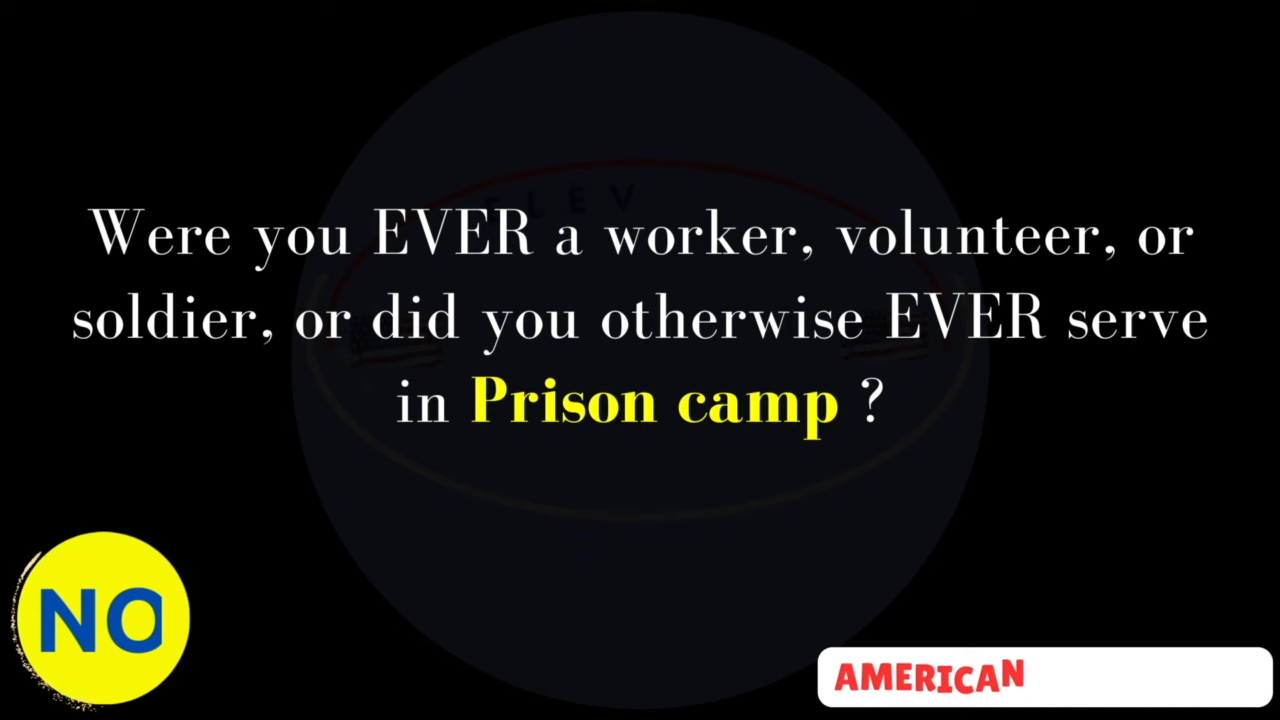 Were you EVER a worker, volunteer, or
soldier, or did you otherwise EVER serve
in Prison camp ?
NO
AMERICAN